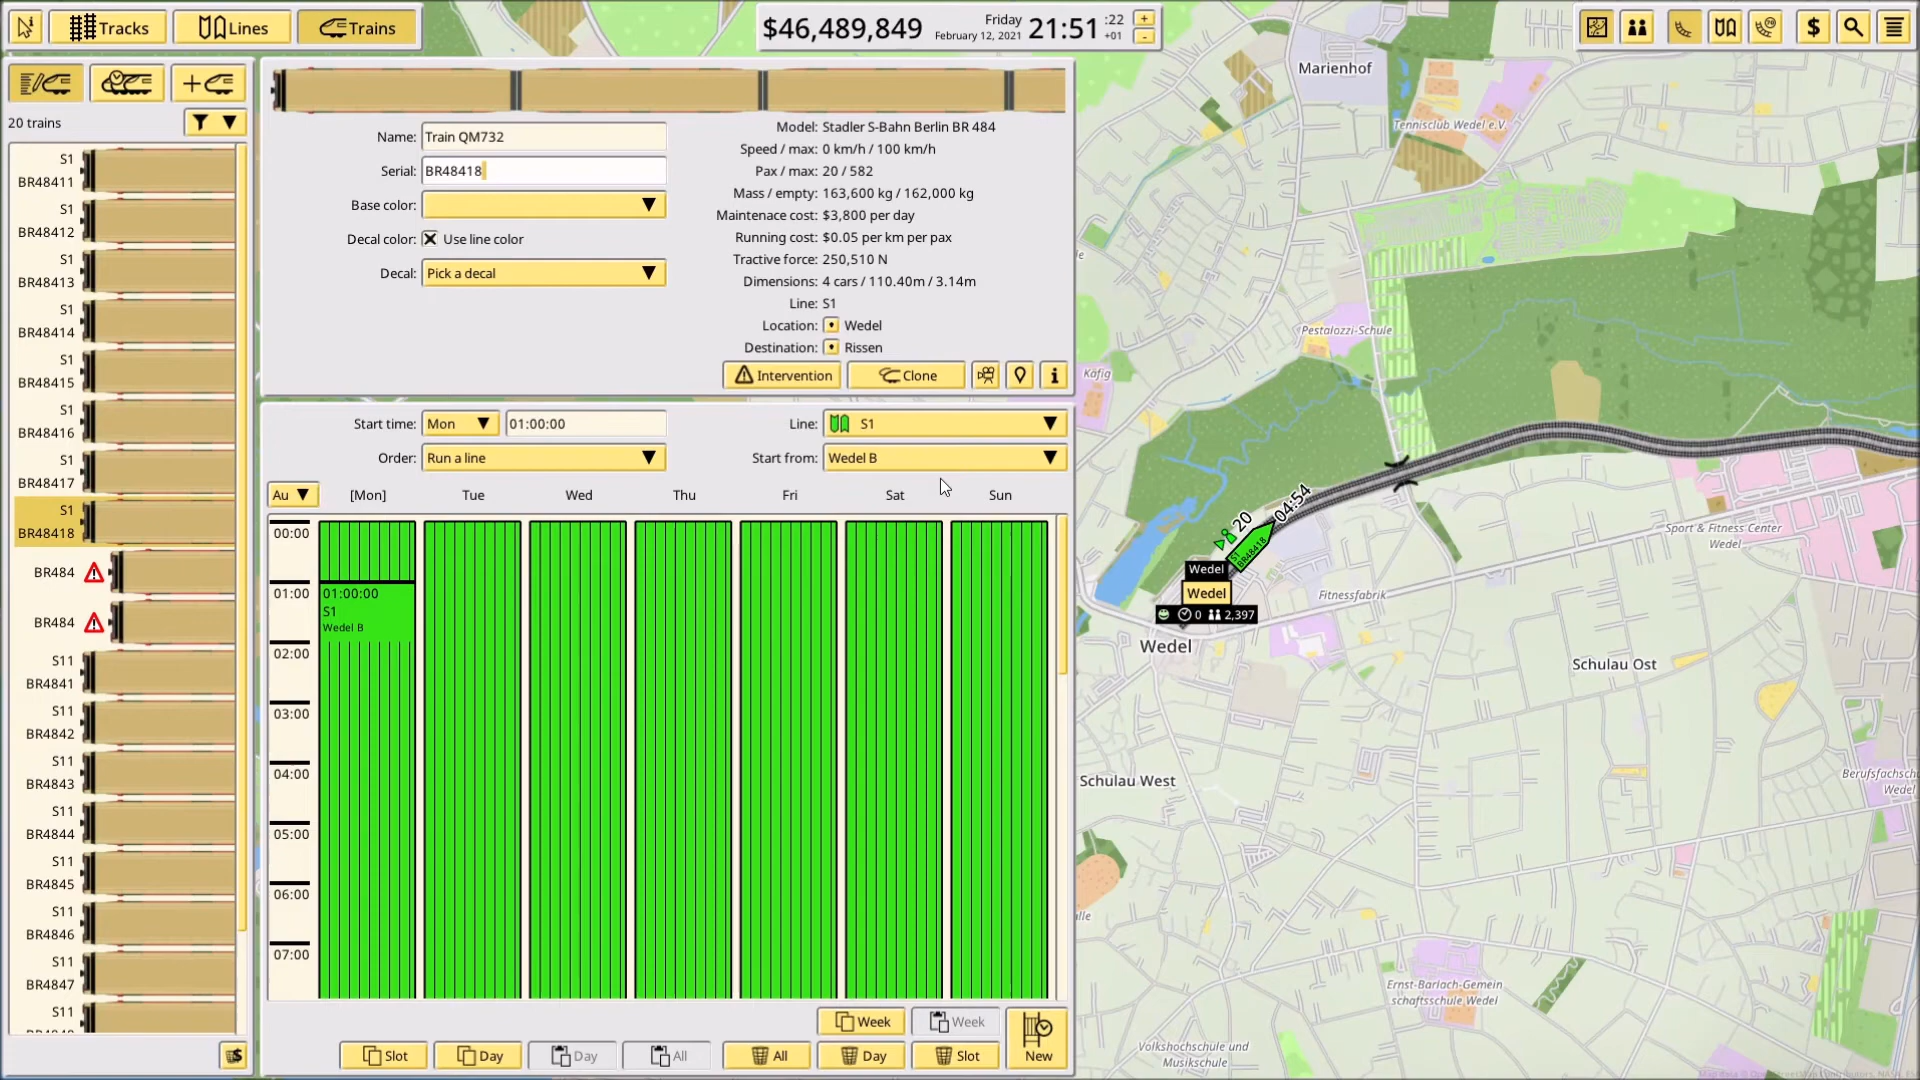 Tracks
Lines
Trains
$46,489,849
Friday
February 12, 2021
21:51
:22
+01
+
-
20 trains
S1
BR48411
S1
BR48412
S1
BR48413
S1
BR48414
S1
BR48415
S1
BR48416
S1
BR48417
S1
BR48418
BR484
BR484
S11
BR4841
S11
BR4842
S11
BR4843
S11
BR4844
S11
BR4845
S11
BR4846
S11
BR4847
S11
Name: Train QM732
Serial: BR48418
Base color:
Decal color: Use line color
Decal: Pick a decal
Model: Stadler S-Bahn Berlin BR 484
Speed / max: 0 km/h / 100 km/h
Pax / max: 20 / 582
Mass / empty: 163,600 kg / 162,000 kg
Maintenace cost: $3,800 per day
Running cost: $0.05 per km per pax
Tractive force: 250,510 N
Dimensions: 4 cars / 110.40m / 3.14m
Line: S1
Location: Wedel
Destination: Rissen
Intervention
Clone
Start time: Mon 01:00:00
Line: S1
Order: Run a line
Start from: Wedel B
Au
[Mon]
Tue
Wed
Thu
Fri
Sat
Sun
00:00
01:00
02:00
03:00
04:00
05:00
06:00
07:00
01:00:00
S1
Wedel B
Week
Week
Slot
Day
Day
All
All
Day
Slot
New
Marienhof
Tennisclub Wedel e.V.
Pestalozzi-Schule
Käfig
20
04:54
S1
BR48418
Wedel
Wedel
0
2,397
Wedel
Sport & Fitness Center
Wedel
Fitnessfabrik
Schulau Ost
Schulau West
Berufsfachsch
Wedel
Ernst-Barlach-Gemein
schaftsschule Wedel
Volkshochschule und
Musikschule